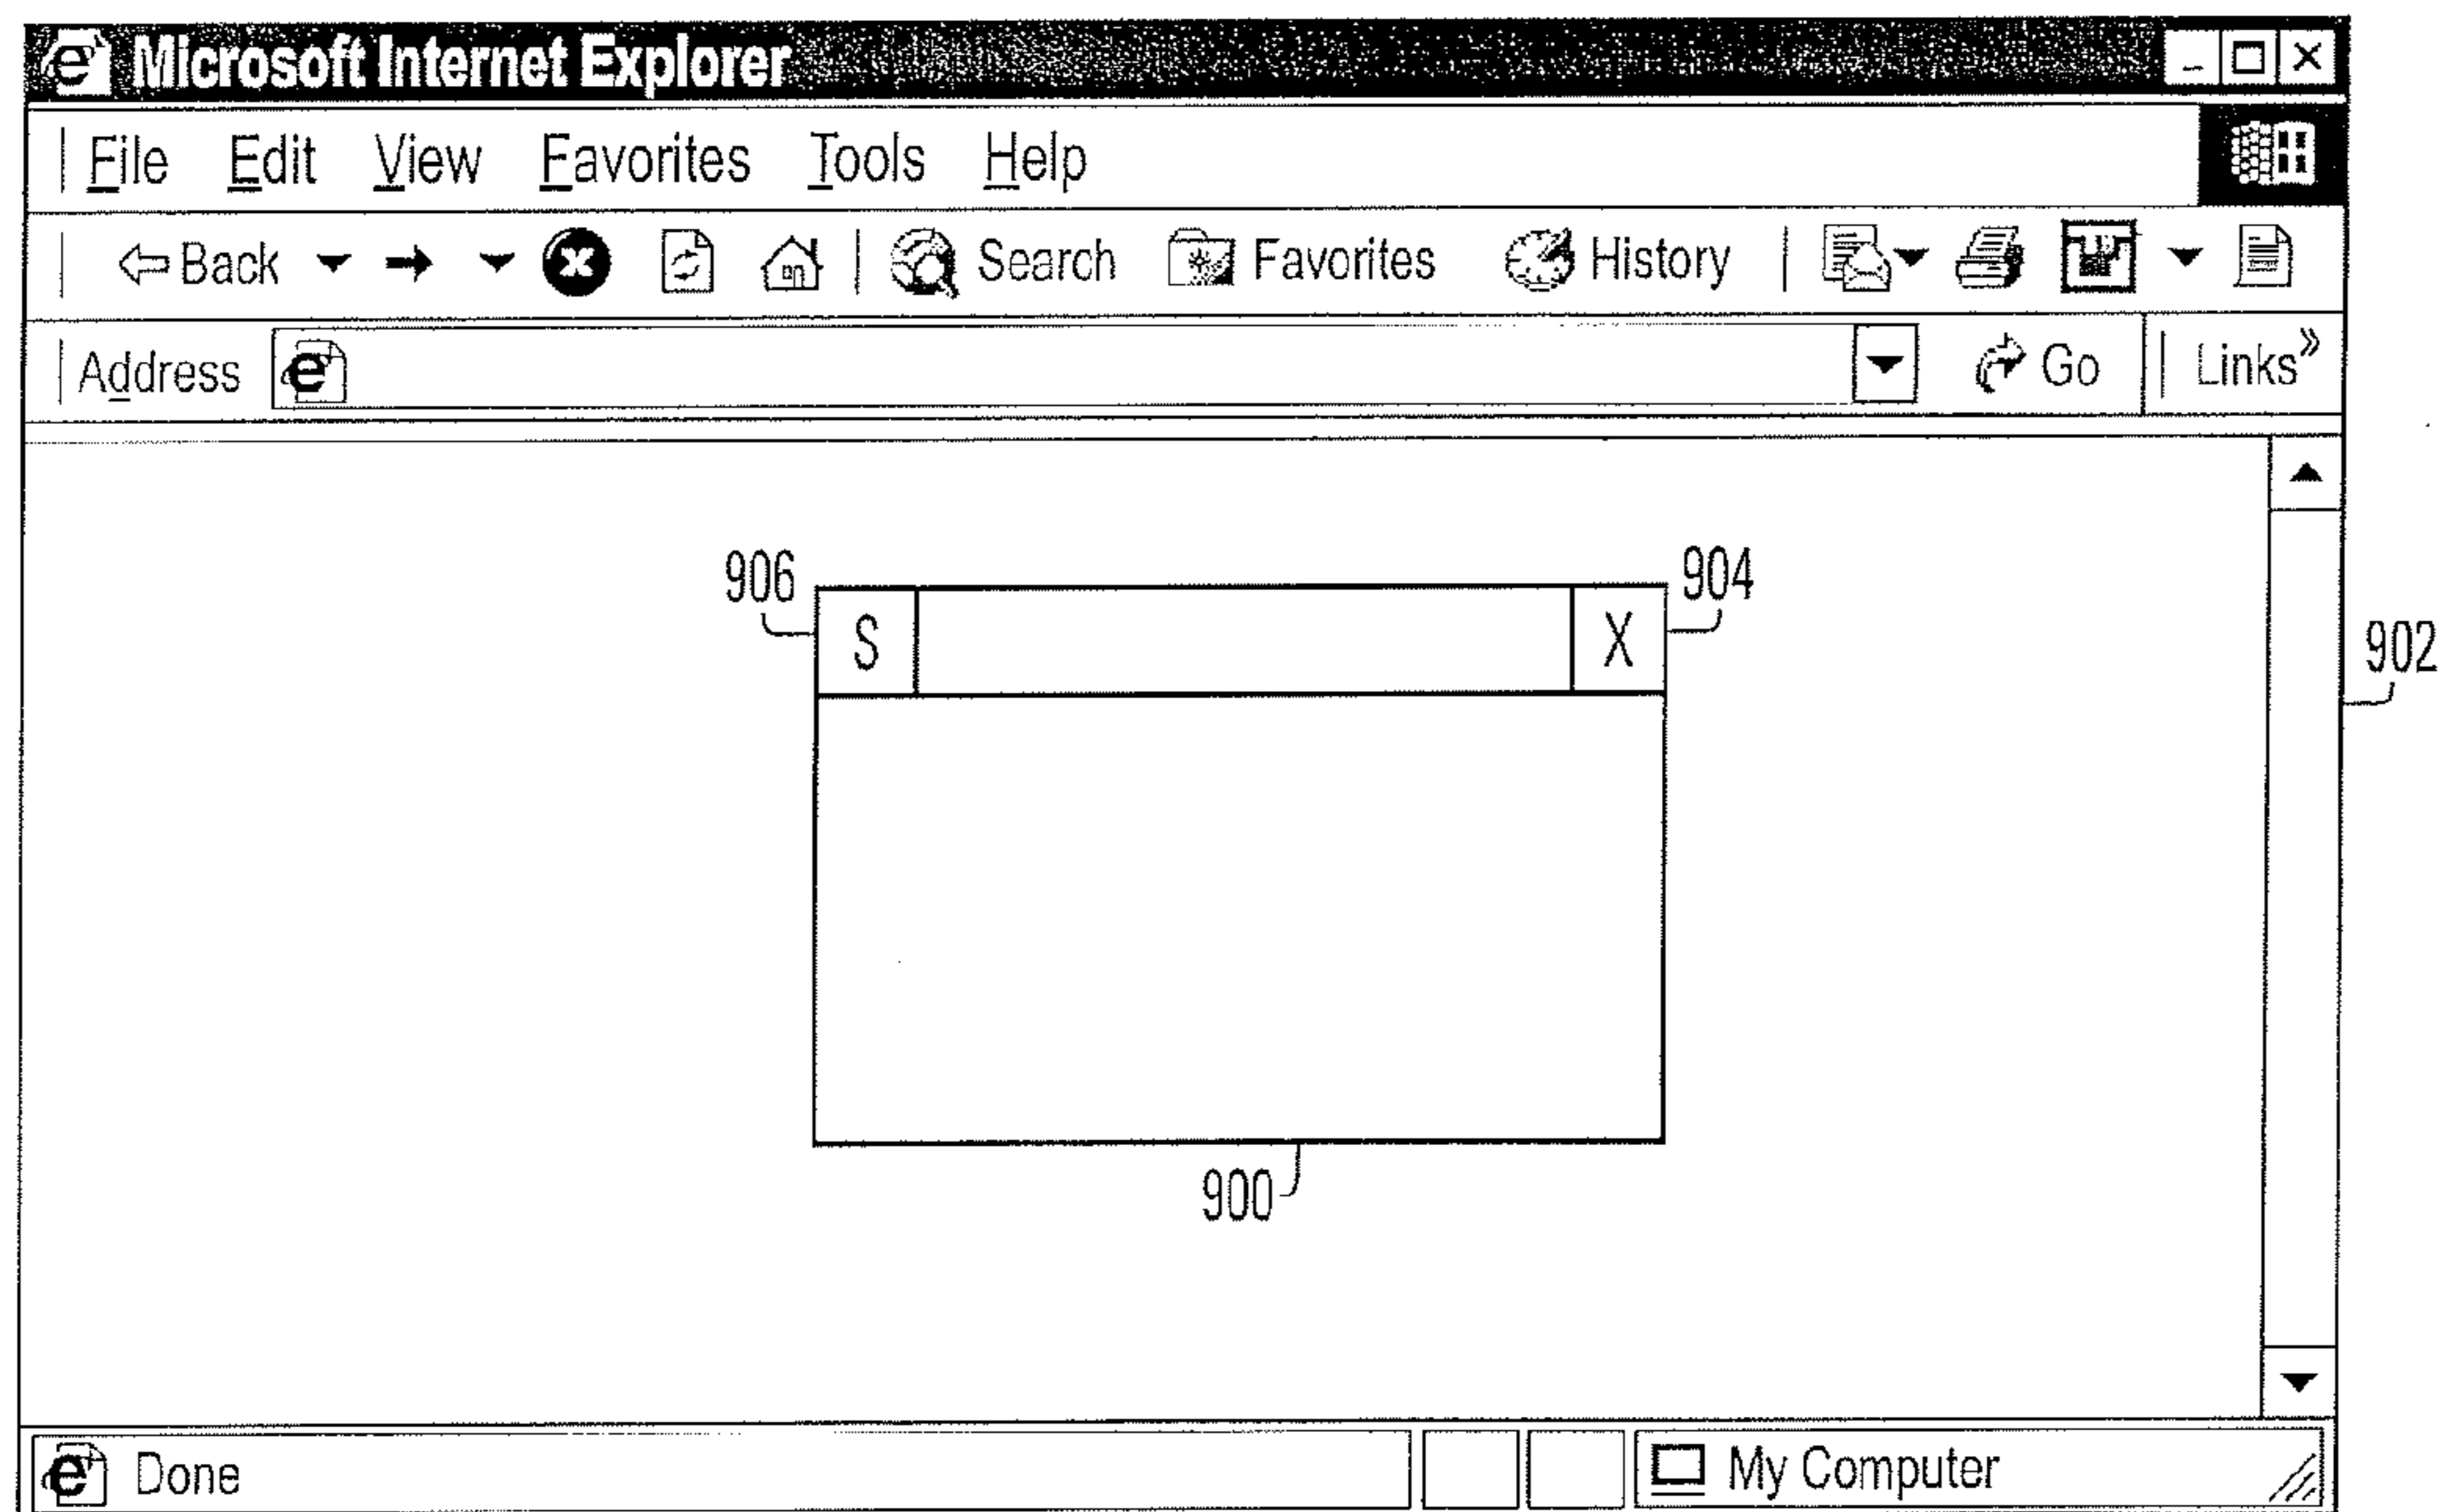 Microsoft Internet Explorer
File Edit View Favorites Tools Help
Back Search Favorites History
Address Go Links»
906 904
S X
902
900
Done My Computer